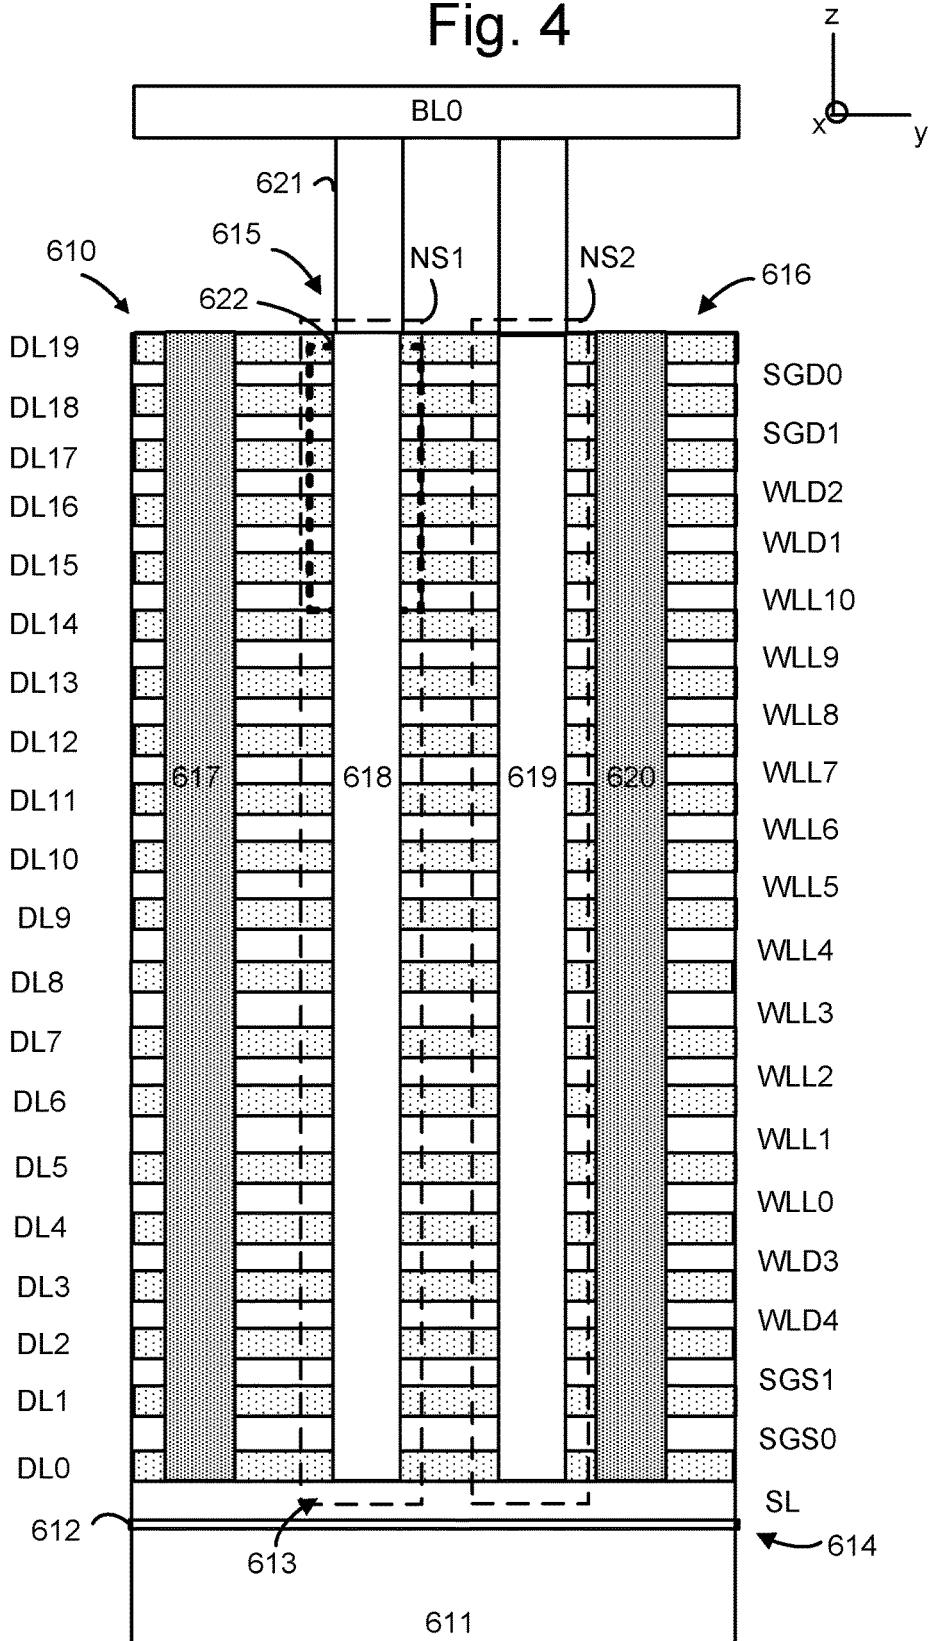 Fig. 4
z
x
y
BL0
621
615
NS1
NS2
610
622
616
DL19
SGD0
DL18
SGD1
DL17
WLD2
DL16
WLD1
DL15
WLL10
DL14
WLL9
DL13
WLL8
DL12
617
618
619
620
WLL7
DL11
WLL6
DL10
WLL5
DL9
WLL4
DL8
WLL3
DL7
WLL2
DL6
WLL1
DL5
WLL0
DL4
WLD3
DL3
WLD4
DL2
SGS1
DL1
SGS0
DL0
SL
612
613
614
611